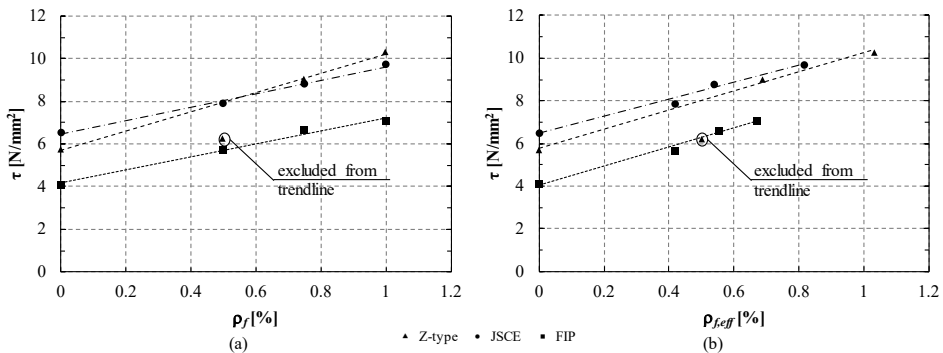 12 12
10 10
8 8
6 6
4 4
2 2
0 0
τ [N/mm²] τ [N/mm²]
excluded from
trendline
excluded from
trendline
0 0.2 0.4 0.6 0.8 1 1.2 0 0.2 0.4 0.6 0.8 1 1.2
ρf [%] ρf,eff [%]
▲ Z-type ● JSCE ■ FIP
(a) (b)